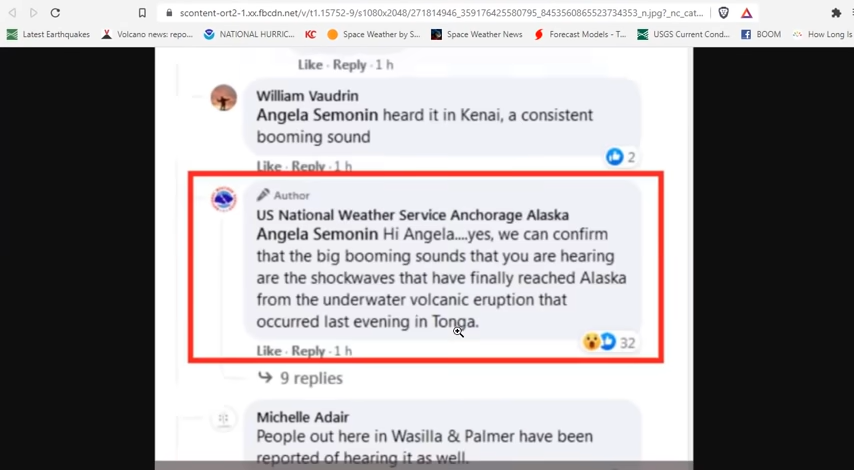 scontent-ort2-1.xx.fbcdn.net/v/t1.15752-9/s1080x2048/271814946_359176425580795_8453560865523734353_n.jpg?_nc_cat...
Latest Earthquakes
Volcano news: repo...
NATIONAL HURRIC...
KC
Space Weather by S...
Space Weather News
Forecast Models - T...
USGS Current Cond...
BOOM
How Long Is
Like · Reply · 1 h
William Vaudrin
Angela Semonin heard it in Kenai, a consistent
booming sound
2
Like · Reply · 1 h
Author
US National Weather Service Anchorage Alaska
Angela Semonin Hi Angela....yes, we can confirm
that the big booming sounds that you are hearing
are the shockwaves that have finally reached Alaska
from the underwater volcanic eruption that
occurred last evening in Tonga.
32
Like · Reply · 1 h
9 replies
Michelle Adair
People out here in Wasilla & Palmer have been
reported of hearing it as well.